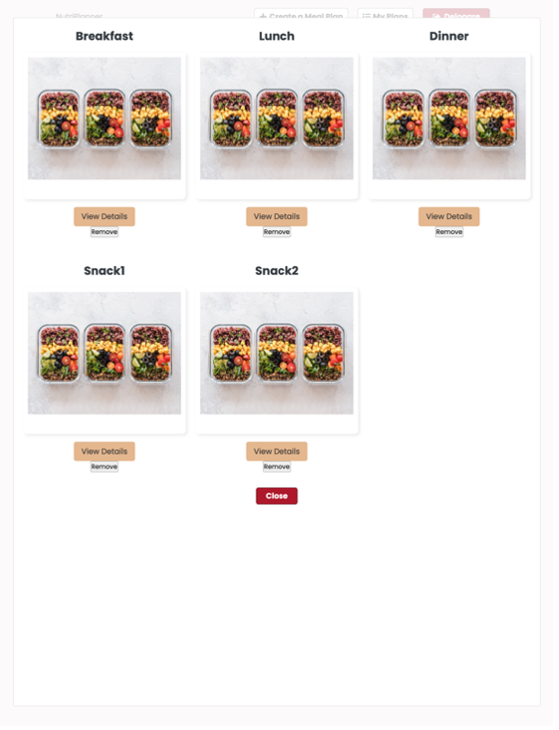 NutriPlanner
+ Create a Meal Plan
My Plans
Breakfast
Lunch
Dinner
View Details
View Details
View Details
Remove
Remove
Remove
Snack1
Snack2
View Details
View Details
Remove
Remove
Close